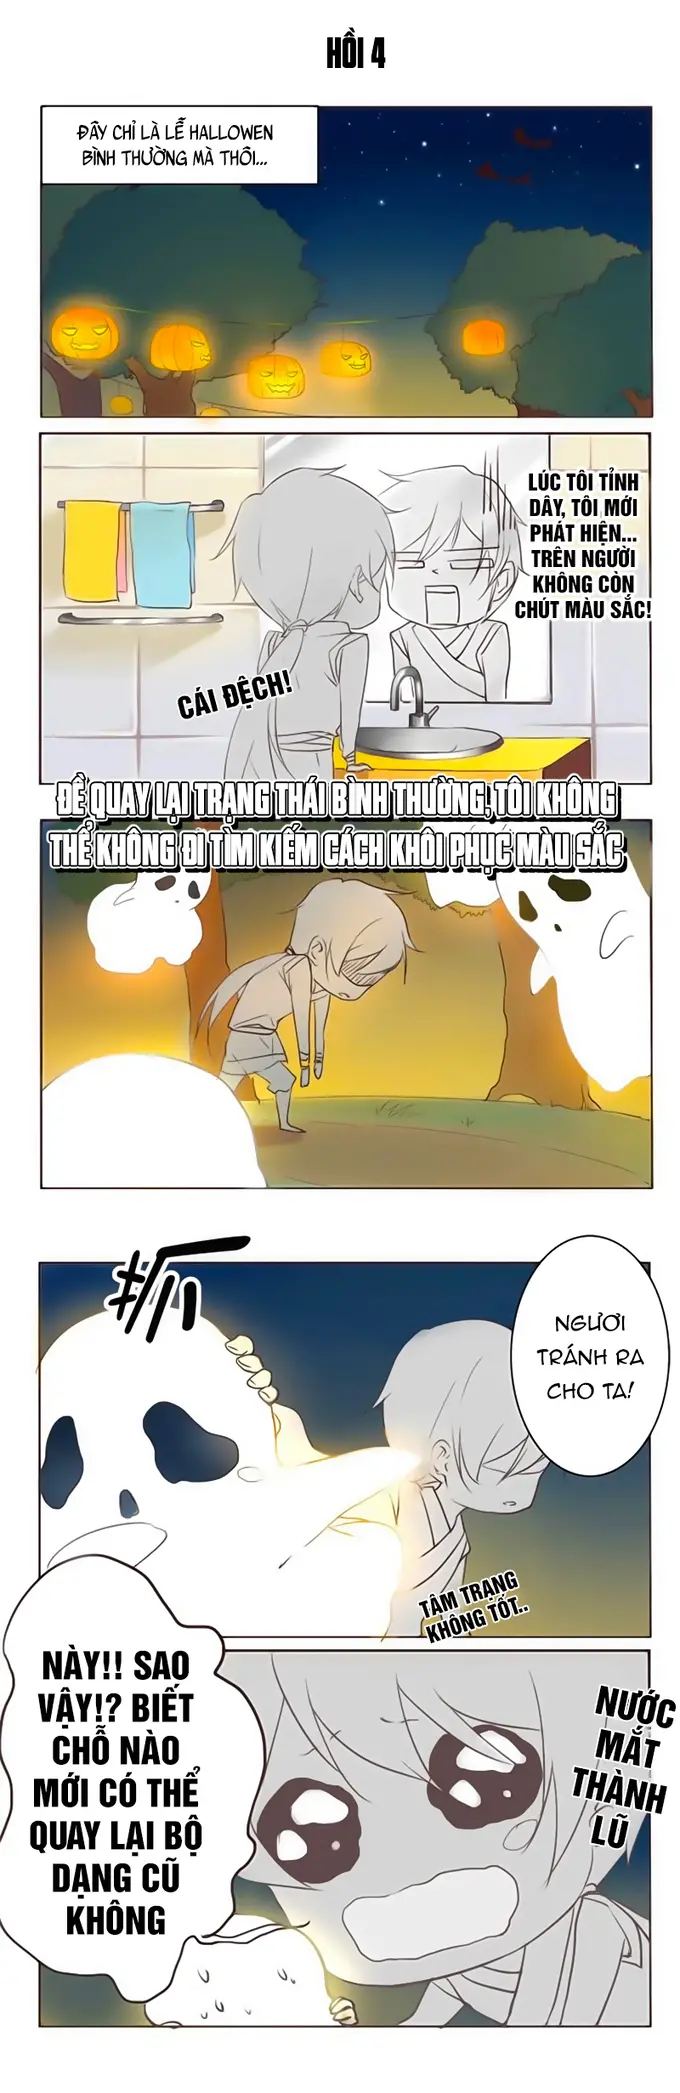 HỒI 4
ĐÂY CHỈ LÀ LỄ HALLOWEN
BÌNH THƯỜNG MÀ THÔI...
LÚC TÔI TỈNH
DẬY, TÔI MỚI
PHÁT HIỆN...
TRÊN NGƯỜI
KHÔNG CÒN
CHÚT MÀU SẮC!
CÁI ĐỆCH!
ĐỀ QUAY LẠI TRẠNG THÁI BÌNH THƯỜNG, TÔI KHÔNG
THỂ KHÔNG ĐI TÌM KIẾM CÁCH KHÔI PHỤC MÀU SẮC
NGƯƠI
TRÁNH RA
CHO TA!
TÂM TRẠNG
KHÔNG TỐT..
NÀY!! SAO
VẬY!? BIẾT
CHỖ NÀO
MỚI CÓ THỂ
QUAY LẠI BỘ
DẠNG CŨ
KHÔNG
NƯỚC
MẮT
THÀNH
LŨ